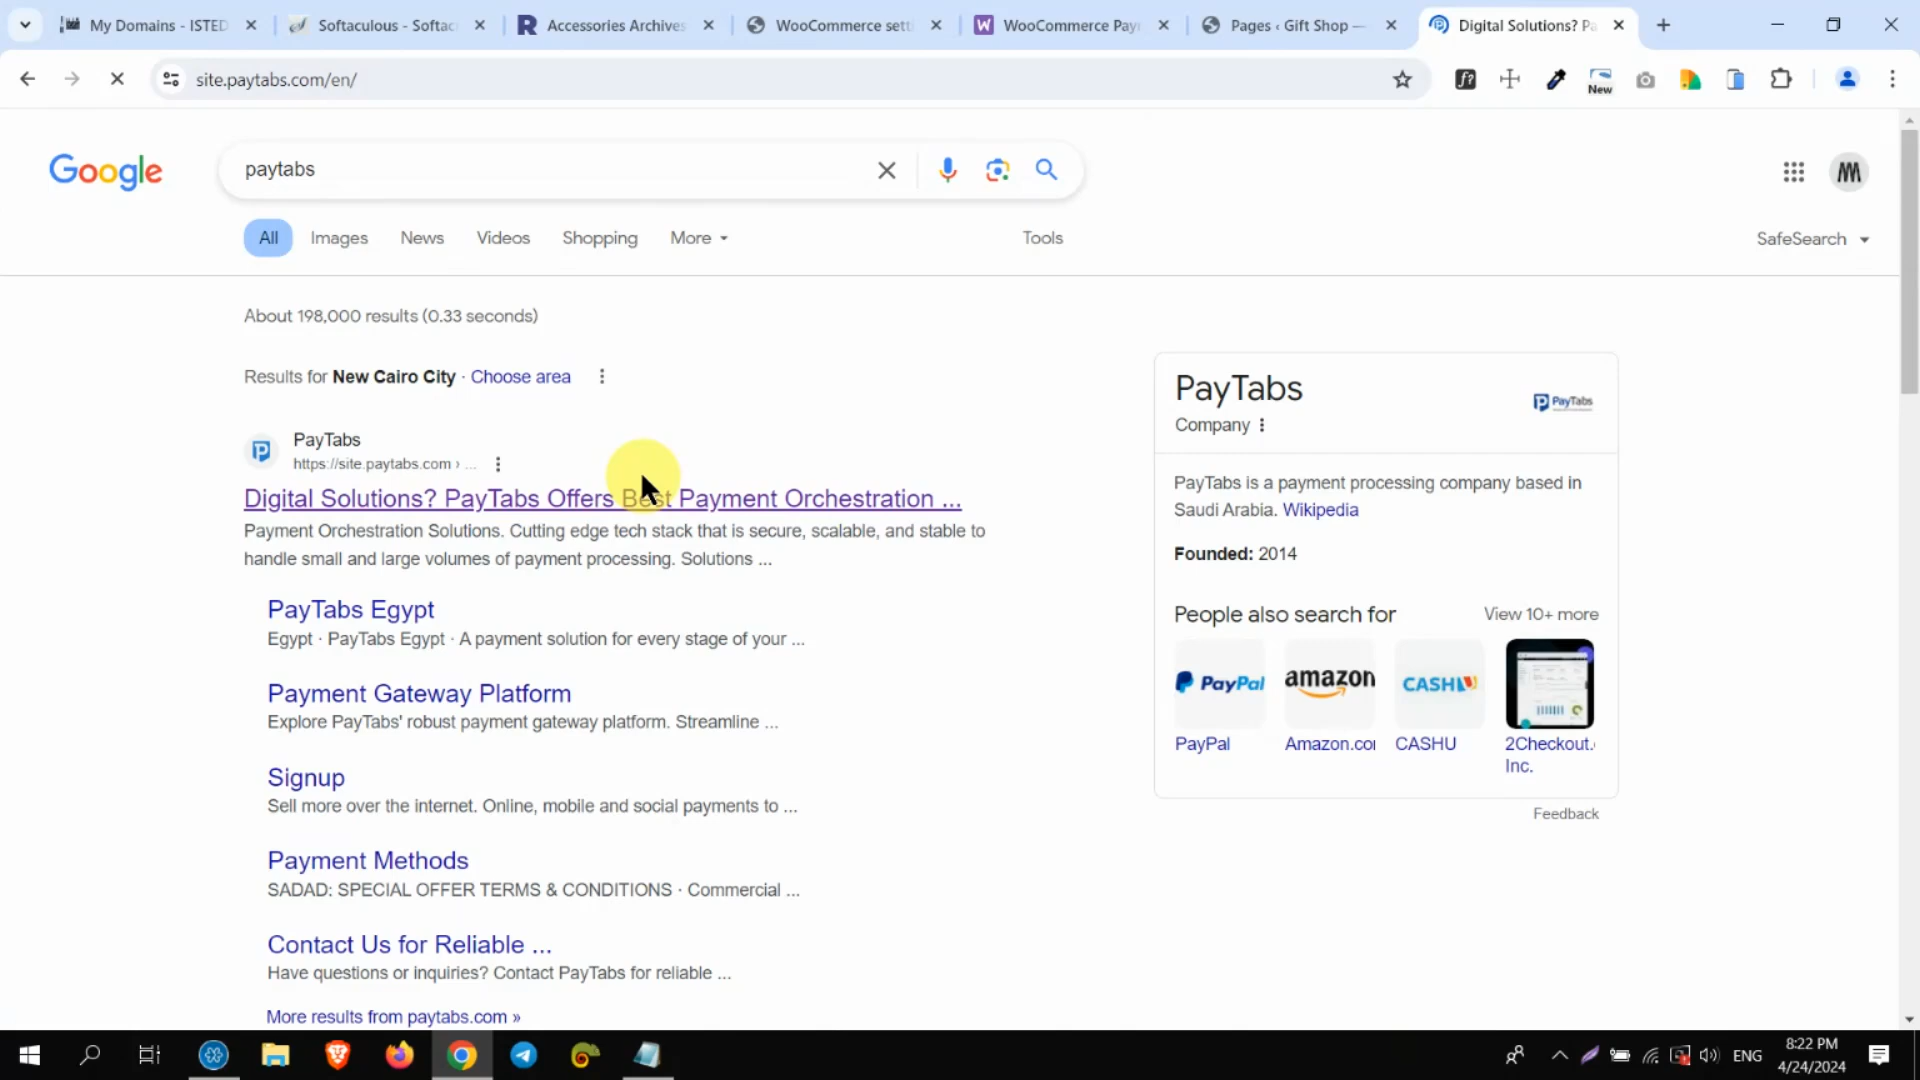 My Domains - ISTED
Softaculous - Softac
Accessories Archives
WooCommerce sett
WooCommerce Payr
Pages ‹ Gift Shop —
Digital Solutions? Pa
site.paytabs.com/en/
New
Google
paytabs
All
Images
News
Videos
Shopping
More
Tools
SafeSearch
About 198,000 results (0.33 seconds)
Results for New Cairo City · Choose area
PayTabs
https://site.paytabs.com › ...
Digital Solutions? PayTabs Offers Best Payment Orchestration ...
Payment Orchestration Solutions. Cutting edge tech stack that is secure, scalable, and stable to
handle small and large volumes of payment processing. Solutions ...
PayTabs Egypt
Egypt · PayTabs Egypt · A payment solution for every stage of your ...
Payment Gateway Platform
Explore PayTabs' robust payment gateway platform. Streamline ...
Signup
Sell more over the internet. Online, mobile and social payments to ...
Payment Methods
SADAD: SPECIAL OFFER TERMS & CONDITIONS · Commercial ...
Contact Us for Reliable ...
Have questions or inquiries? Contact PayTabs for reliable ...
More results from paytabs.com »
PayTabs
Company
PayTabs
PayTabs is a payment processing company based in
Saudi Arabia. Wikipedia
Founded: 2014
People also search for
View 10+ more
PayPal
amazon
CASHU
PayPal
Amazon.co
CASHU
2Checkout.
Inc.
Feedback
ENG
8:22 PM
4/24/2024